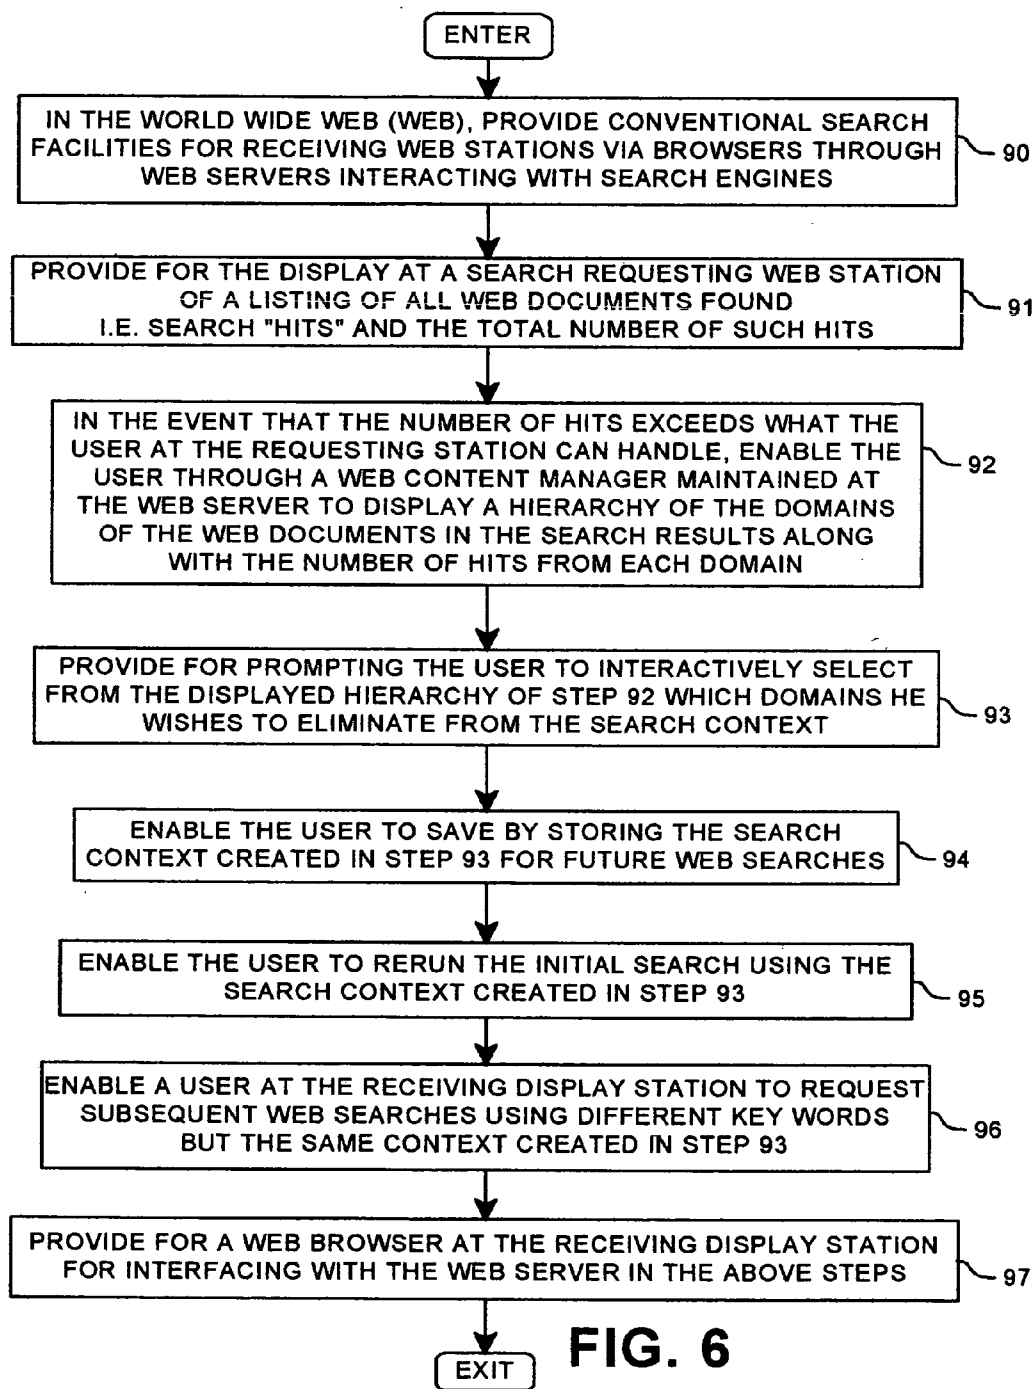 ENTER
IN THE WORLD WIDE WEB (WEB), PROVIDE CONVENTIONAL SEARCH
FACILITIES FOR RECEIVING WEB STATIONS VIA BROWSERS THROUGH
WEB SERVERS INTERACTING WITH SEARCH ENGINES
90
PROVIDE FOR THE DISPLAY AT A SEARCH REQUESTING WEB STATION
OF A LISTING OF ALL WEB DOCUMENTS FOUND
I.E. SEARCH "HITS" AND THE TOTAL NUMBER OF SUCH HITS
91
IN THE EVENT THAT THE NUMBER OF HITS EXCEEDS WHAT THE
USER AT THE REQUESTING STATION CAN HANDLE, ENABLE THE
USER THROUGH A WEB CONTENT MANAGER MAINTAINED AT
THE WEB SERVER TO DISPLAY A HIERARCHY OF THE DOMAINS
OF THE WEB DOCUMENTS IN THE SEARCH RESULTS ALONG
WITH THE NUMBER OF HITS FROM EACH DOMAIN
92
PROVIDE FOR PROMPTING THE USER TO INTERACTIVELY SELECT
FROM THE DISPLAYED HIERARCHY OF STEP 92 WHICH DOMAINS HE
WISHES TO ELIMINATE FROM THE SEARCH CONTEXT
93
ENABLE THE USER TO SAVE BY STORING THE SEARCH
CONTEXT CREATED IN STEP 93 FOR FUTURE WEB SEARCHES
94
ENABLE THE USER TO RERUN THE INITIAL SEARCH USING THE
SEARCH CONTEXT CREATED IN STEP 93
95
ENABLE A USER AT THE RECEIVING DISPLAY STATION TO REQUEST
SUBSEQUENT WEB SEARCHES USING DIFFERENT KEY WORDS
BUT THE SAME CONTEXT CREATED IN STEP 93
96
PROVIDE FOR A WEB BROWSER AT THE RECEIVING DISPLAY STATION
FOR INTERFACING WITH THE WEB SERVER IN THE ABOVE STEPS
97
EXIT
FIG. 6